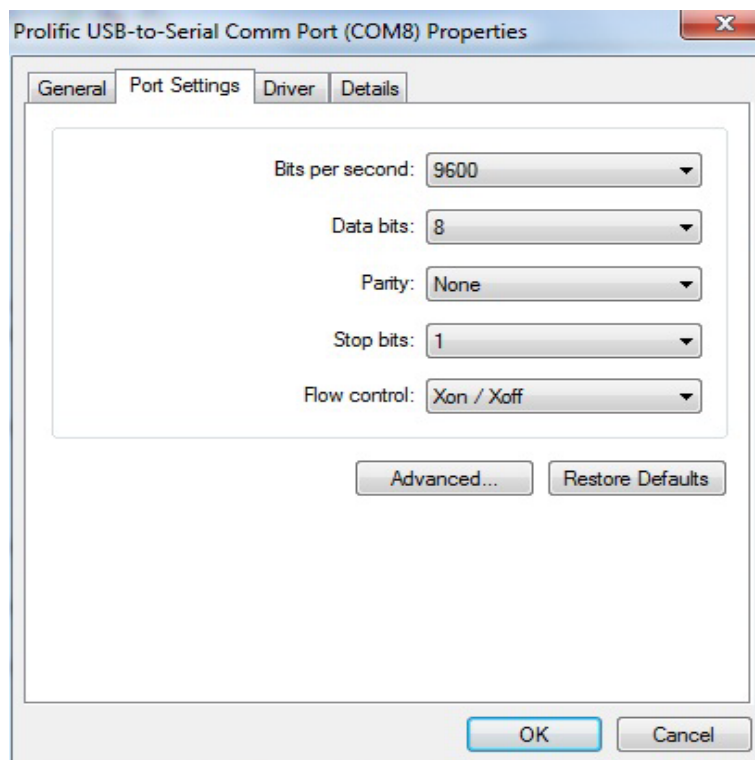 Prolific USB-to-Serial Comm Port (COM8) Properties
General Port Settings Driver Details
Bits per second: 9600
Data bits: 8
Parity: None
Stop bits: 1
Flow control: Xon / Xoff
Advanced... Restore Defaults
OK Cancel